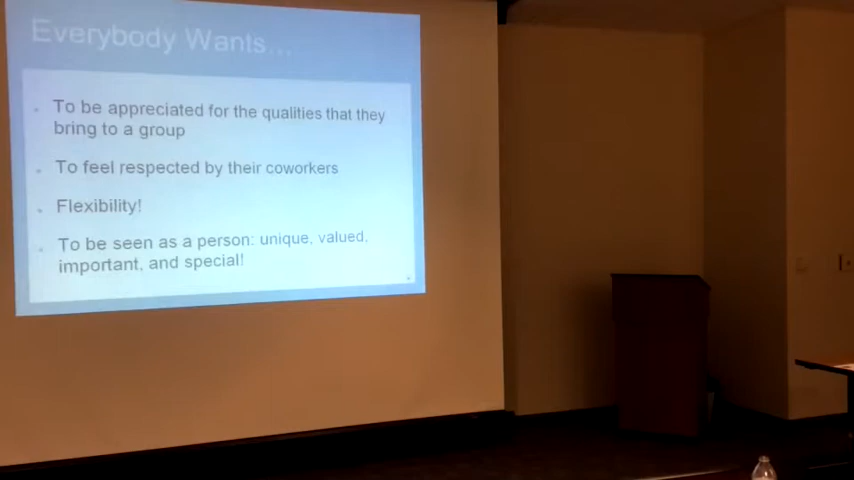 Everybody Wants...
To be appreciated for the qualities that they
bring to a group
To feel respected by their coworkers
Flexibility!
To be seen as a person: unique, valued,
important, and special!